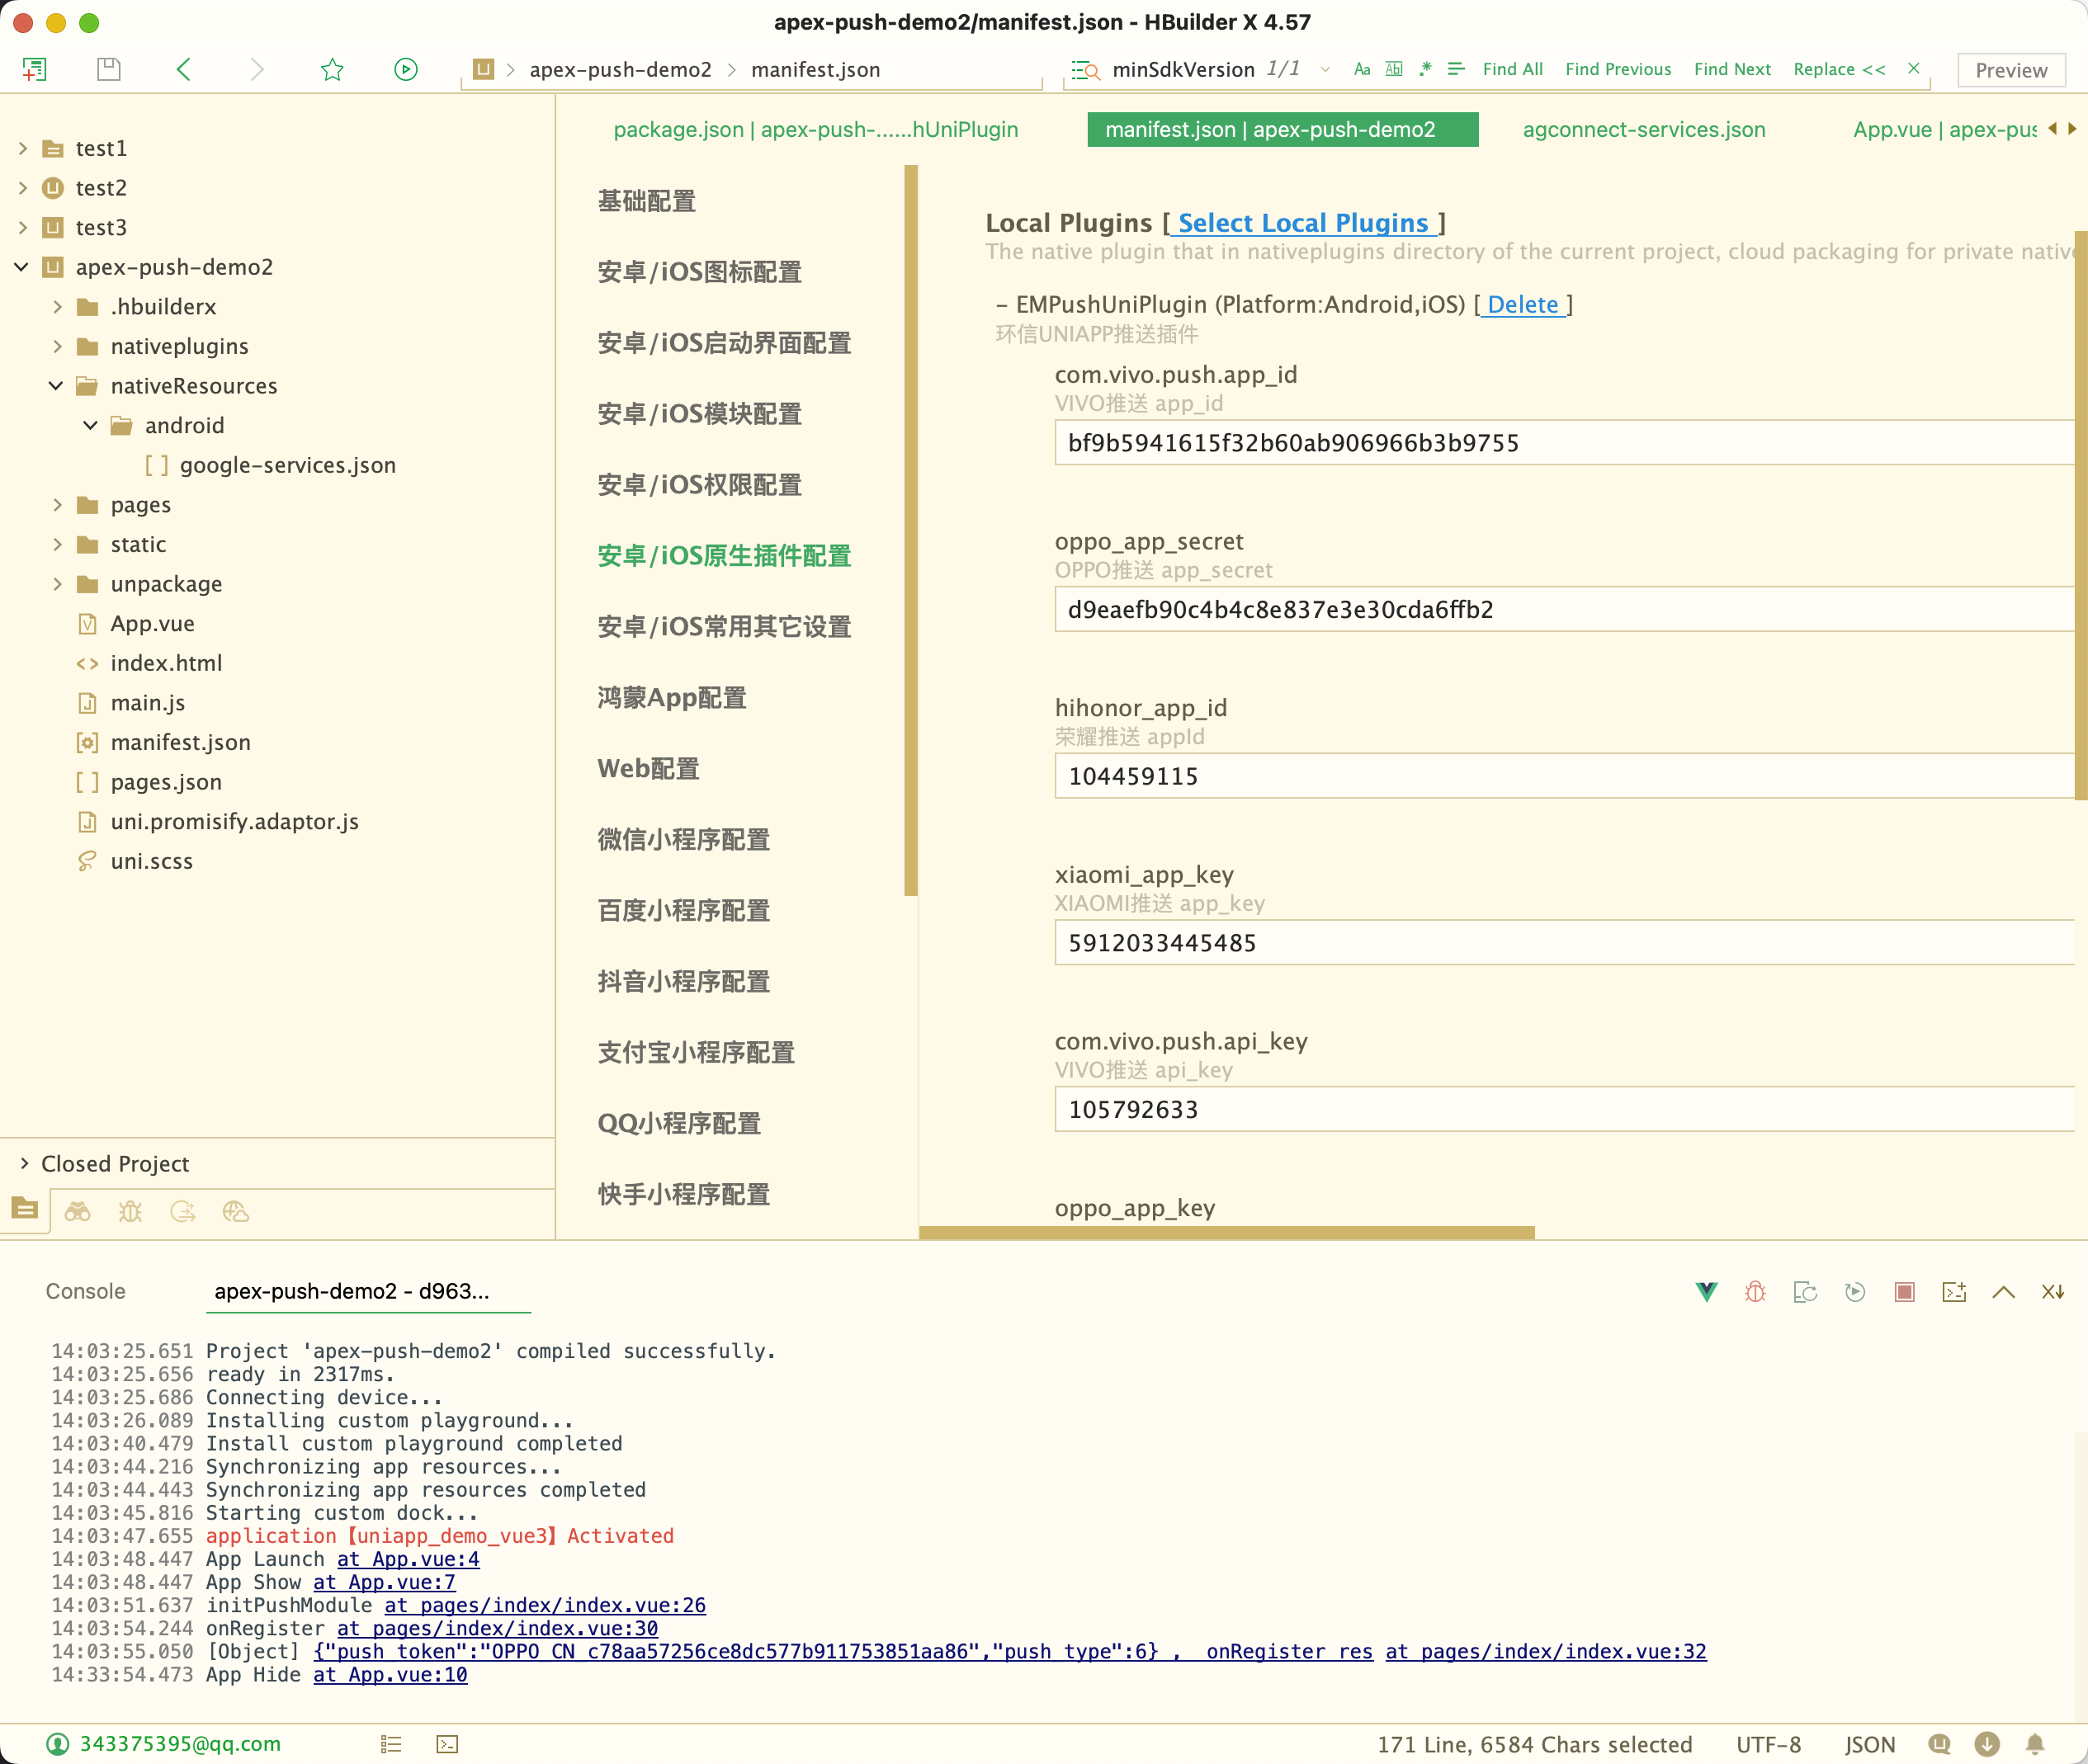 apex-push-demo2/manifest.json - HBuilder X 4.57
apex-push-demo2 > manifest.json
minSdkVersion 1/1
Aa Ab .* Find All Find Previous Find Next Replace << × Preview
test1
test2
test3
apex-push-demo2
.hbuilderx
nativeplugins
nativeResources
android
google-services.json
pages
static
unpackage
App.vue
index.html
main.js
manifest.json
pages.json
uni.promisify.adaptor.js
uni.scss
Closed Project
package.json | apex-push-......hUniPlugin
manifest.json | apex-push-demo2
agconnect-services.json
App.vue | apex-pus
基础配置
安卓/iOS图标配置
安卓/iOS启动界面配置
安卓/iOS模块配置
安卓/iOS权限配置
安卓/iOS原生插件配置
安卓/iOS常用其它设置
鸿蒙App配置
Web配置
微信小程序配置
百度小程序配置
抖音小程序配置
支付宝小程序配置
QQ小程序配置
快手小程序配置
Local Plugins [ Select Local Plugins ]
The native plugin that in nativeplugins directory of the current project, cloud packaging for private nativ
– EMPushUniPlugin (Platform:Android,iOS) [ Delete ]
环信UNIAPP推送插件
com.vivo.push.app_id
VIVO推送 app_id
bf9b5941615f32b60ab906966b3b9755
oppo_app_secret
OPPO推送 app_secret
d9eaefb90c4b4c8e837e3e30cda6ffb2
hihonor_app_id
荣耀推送 appId
104459115
xiaomi_app_key
XIAOMI推送 app_key
5912033445485
com.vivo.push.api_key
VIVO推送 api_key
105792633
oppo_app_key
Console
apex-push-demo2 - d963...
14:03:25.651 Project 'apex-push-demo2' compiled successfully.
14:03:25.656 ready in 2317ms.
14:03:25.686 Connecting device...
14:03:26.089 Installing custom playground...
14:03:40.479 Install custom playground completed
14:03:44.216 Synchronizing app resources...
14:03:44.443 Synchronizing app resources completed
14:03:45.816 Starting custom dock...
14:03:47.655 application【uniapp_demo_vue3】Activated
14:03:48.447 App Launch at App.vue:4
14:03:48.447 App Show at App.vue:7
14:03:51.637 initPushModule at pages/index/index.vue:26
14:03:54.244 onRegister at pages/index/index.vue:30
14:03:55.050 [Object] {"push_token":"OPPO_CN_c78aa57256ce8dc577b911753851aa86","push_type":6} , onRegister res at pages/index/index.vue:32
14:33:54.473 App Hide at App.vue:10
343375395@qq.com
171 Line, 6584 Chars selected
UTF-8
JSON